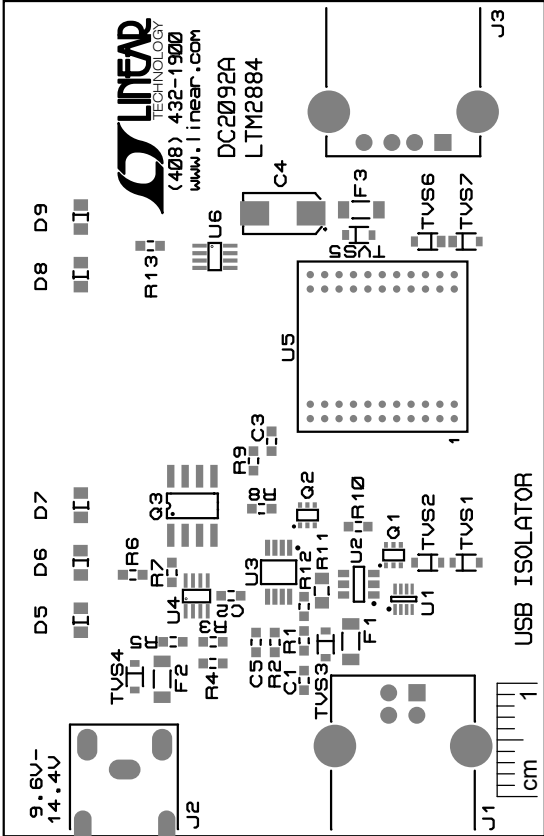 LINEAR
TECHNOLOGY
(408) 432-1900
www.linear.com
DC2092A
LTM2884
J3
D9
D8
R13
U6
C4
F3
TVS5
TVS6
TVS7
U5
1
D7
D6
D5
Q3
R9
C3
R8
Q2
R10
R6
R7
U4
U3
R12
R11
U2
Q1
TVS2
TVS1
U1
C2
R3
R5
R4
C5
R2
R1
C1
TVS3
F1
TVS4
F2
USB ISOLATOR
9.6V-
14.4V
J2
J1
cm
1